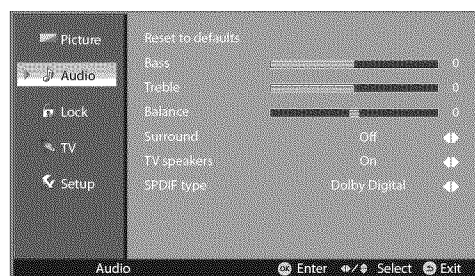 Picture
Audio
Lock
TV
Setup
Reset to defaults
Bass 0
Treble 0
Balance 0
Surround Off
TV speakers On
SPDIF type Dolby Digital
Audio OK Enter Select Exit